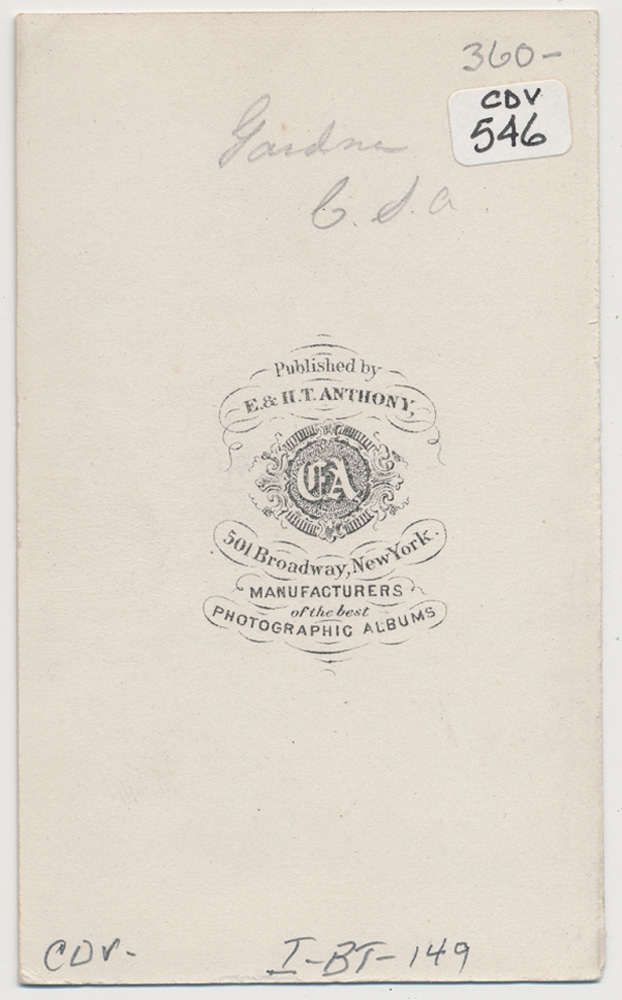 360-
CDV
546
Gardner
C. S. a.
Published by
E. & H. T. ANTHONY,
EA
501 Broadway, New York.
MANUFACTURERS
of the best
PHOTOGRAPHIC ALBUMS
CDV-
I-BT-149